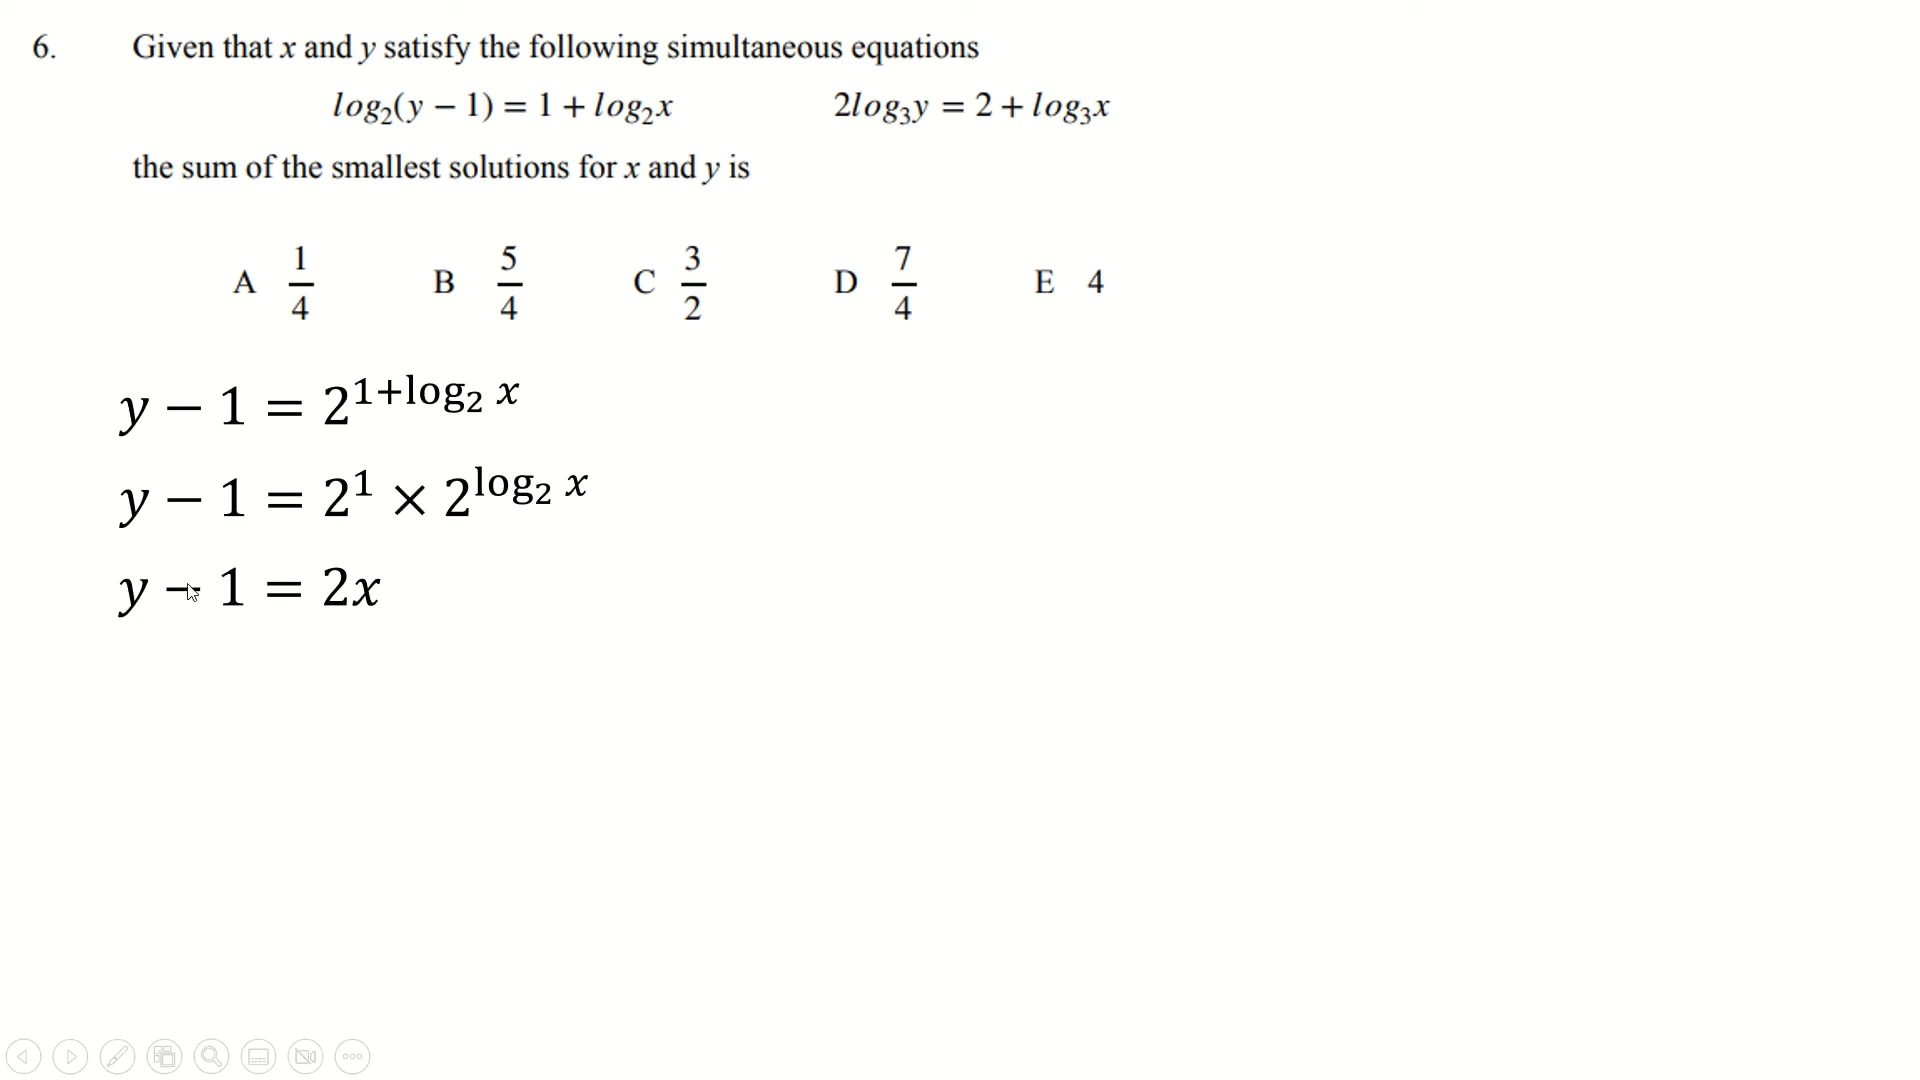 6. Given that x and y satisfy the following simultaneous equations
log₂(y − 1) = 1 + log₂x 2log₃y = 2 + log₃x
the sum of the smallest solutions for x and y is
A 1/4 B 5/4 C 3/2 D 7/4 E 4
y − 1 = 2^(1+log₂ x)
y − 1 = 2¹ × 2^(log₂ x)
y − 1 = 2x